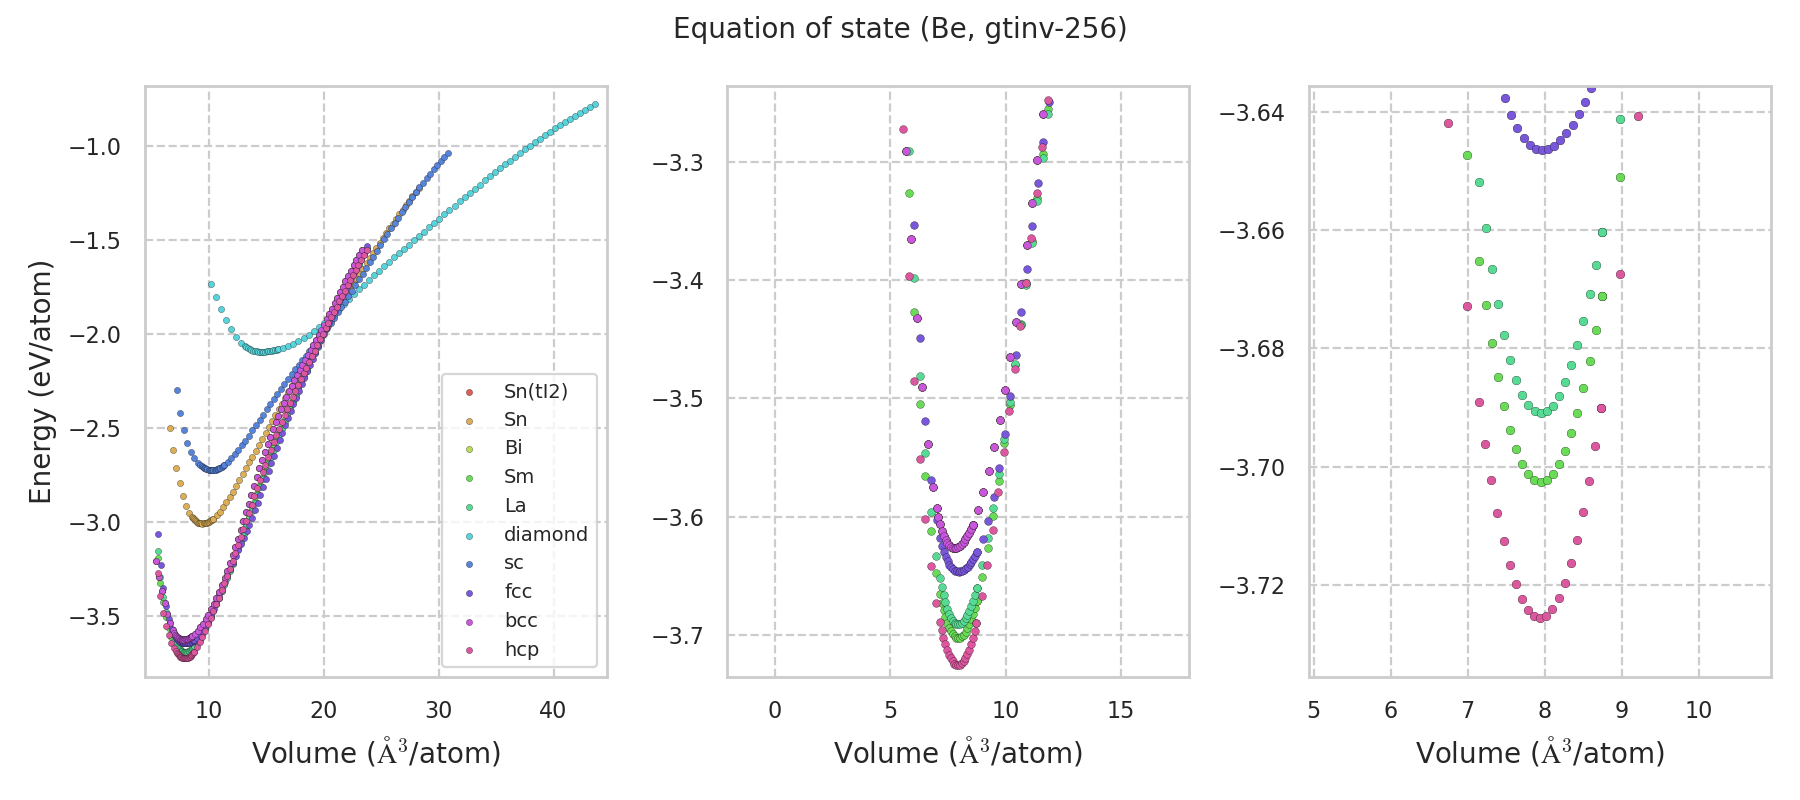 Equation of state (Be, gtinv-256)
Energy (eV/atom)
−1.0
−1.5
−2.0
−2.5
−3.0
−3.5
10
20
30
40
Volume (Å³/atom)
Sn(tI2)
Sn
Bi
Sm
La
diamond
sc
fcc
bcc
hcp
−3.3
−3.4
−3.5
−3.6
−3.7
0
5
10
15
Volume (Å³/atom)
−3.64
−3.66
−3.68
−3.70
−3.72
5
6
7
8
9
10
Volume (Å³/atom)